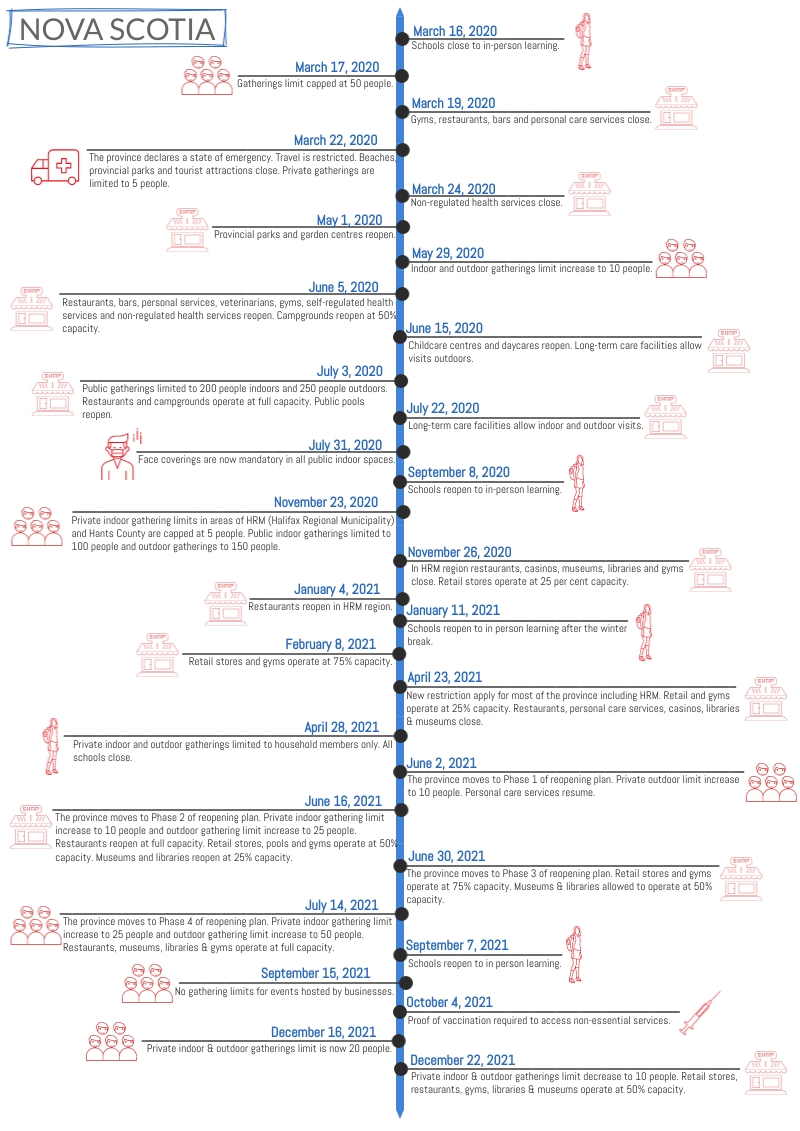 NOVA SCOTIA
March 16, 2020
Schools close to in-person learning.
March 17, 2020
Gatherings limit capped at 50 people.
SHOP
March 19, 2020
Gyms, restaurants, bars and personal care services close.
March 22, 2020
The province declares a state of emergency. Travel is restricted. Beaches,
provincial parks and tourist attractions close. Private gatherings are
limited to 5 people.
SHOP
March 24, 2020
Non-regulated health services close.
SHOP
May 1, 2020
Provincial parks and garden centres reopen.
May 29, 2020
Indoor and outdoor gatherings limit increase to 10 people.
SHOP
June 5, 2020
Restaurants, bars, personal services, veterinarians, gyms, self-regulated health
services and non-regulated health services reopen. Campgrounds reopen at 50%
capacity.
SHOP
June 15, 2020
Childcare centres and daycares reopen. Long-term care facilities allow
visits outdoors.
SHOP
July 3, 2020
Public gatherings limited to 200 people indoors and 250 people outdoors.
Restaurants and campgrounds operate at full capacity. Public pools
reopen.
SHOP
July 22, 2020
Long-term care facilities allow indoor and outdoor visits.
July 31, 2020
Face coverings are now mandatory in all public indoor spaces.
September 8, 2020
Schools reopen to in-person learning.
November 23, 2020
Private indoor gathering limits in areas of HRM (Halifax Regional Municipality)
and Hants County are capped at 5 people. Public indoor gatherings limited to
100 people and outdoor gatherings to 150 people.
SHOP
November 26, 2020
In HRM region restaurants, casinos, museums, libraries and gyms
close. Retail stores operate at 25 per cent capacity.
SHOP
January 4, 2021
Restaurants reopen in HRM region.
January 11, 2021
Schools reopen to in person learning after the winter
break.
SHOP
February 8, 2021
Retail stores and gyms operate at 75% capacity.
SHOP
April 23, 2021
New restriction apply for most of the province including HRM. Retail and gyms
operate at 25% capacity. Restaurants, personal care services, casinos, libraries
& museums close.
April 28, 2021
Private indoor and outdoor gatherings limited to household members only. All
schools close.
June 2, 2021
The province moves to Phase 1 of reopening plan. Private outdoor limit increase
to 10 people. Personal care services resume.
SHOP
June 16, 2021
The province moves to Phase 2 of reopening plan. Private indoor gathering limit
increase to 10 people and outdoor gathering limit increase to 25 people.
Restaurants reopen at full capacity. Retail stores, pools and gyms operate at 50%
capacity. Museums and libraries reopen at 25% capacity.
SHOP
June 30, 2021
The province moves to Phase 3 of reopening plan. Retail stores and gyms
operate at 75% capacity. Museums & libraries allowed to operate at 50%
capacity.
July 14, 2021
The province moves to Phase 4 of reopening plan. Private indoor gathering limit
increase to 25 people and outdoor gathering limit increase to 50 people.
Restaurants, museums, libraries & gyms operate at full capacity.
September 7, 2021
Schools reopen to in person learning.
September 15, 2021
No gathering limits for events hosted by businesses.
October 4, 2021
Proof of vaccination required to access non-essential services.
December 16, 2021
Private indoor & outdoor gatherings limit is now 20 people.
SHOP
December 22, 2021
Private indoor & outdoor gatherings limit decrease to 10 people. Retail stores,
restaurants, gyms, libraries & museums operate at 50% capacity.